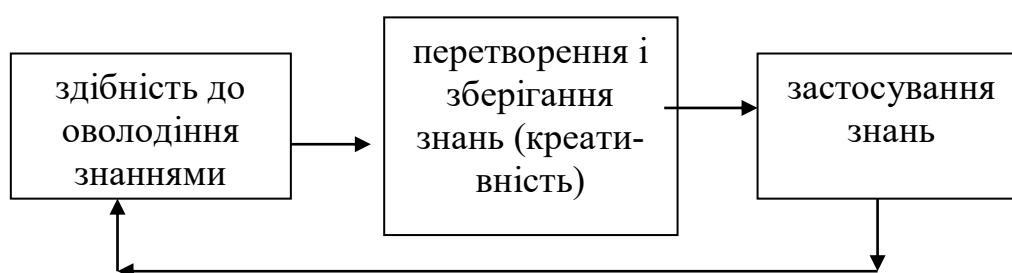 здібність до
оволодіння
знаннями
перетворення і
зберігання
знань (креати-
вність)
застосування
знань